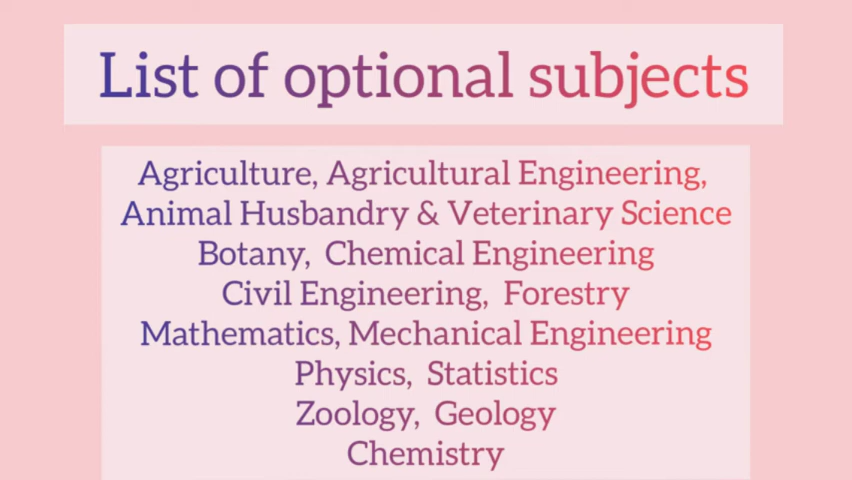 List of optional subjects
Agriculture, Agricultural Engineering,
Animal Husbandry & Veterinary Science
Botany, Chemical Engineering
Civil Engineering, Forestry
Mathematics, Mechanical Engineering
Physics, Statistics
Zoology, Geology
Chemistry